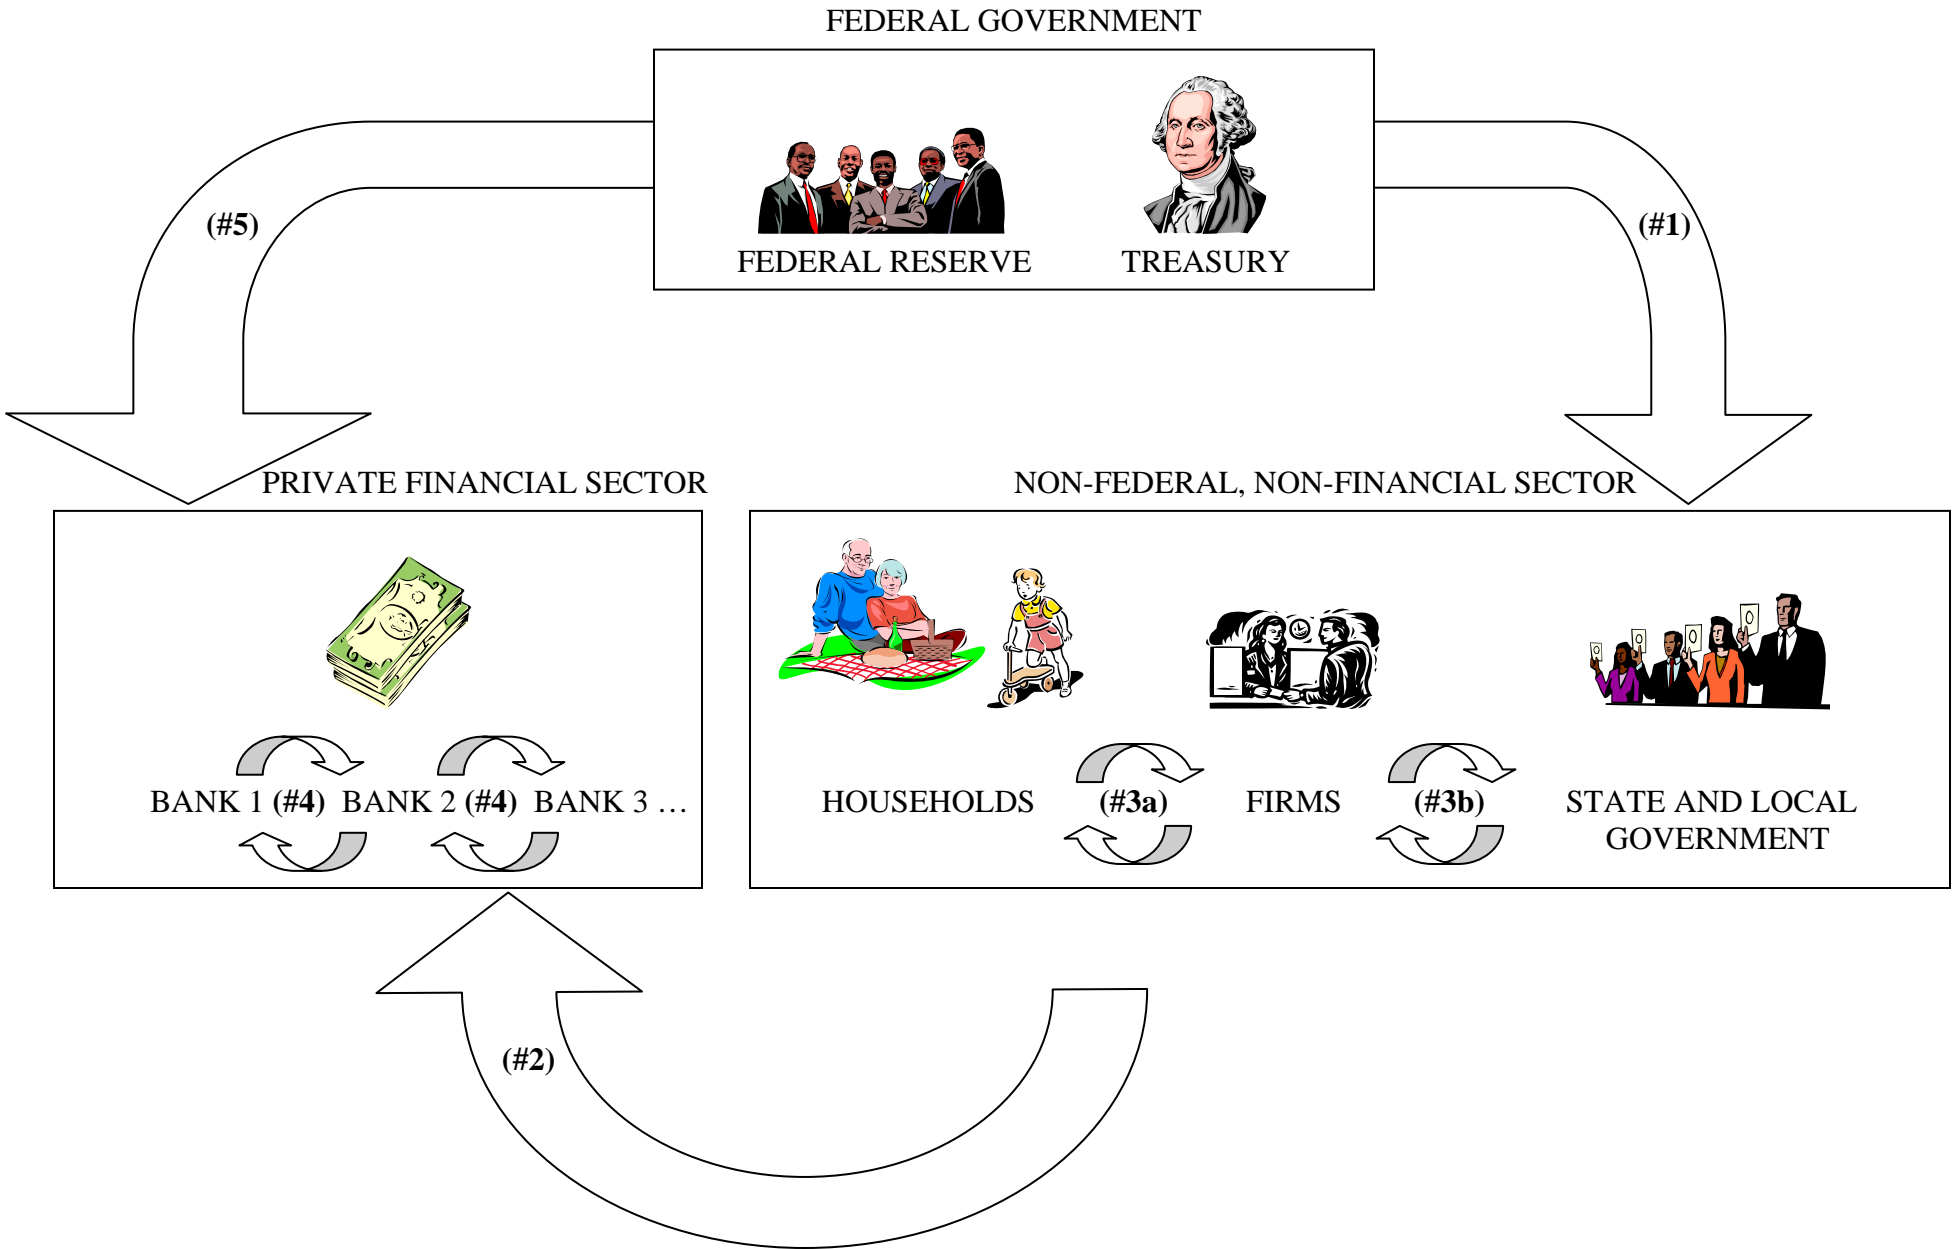 FEDERAL GOVERNMENT
(#5)
(#1)
FEDERAL RESERVE
TREASURY
PRIVATE FINANCIAL SECTOR
NON-FEDERAL, NON-FINANCIAL SECTOR
BANK 1 (#4) BANK 2 (#4) BANK 3 …
HOUSEHOLDS (#3a) FIRMS (#3b) STATE AND LOCAL
GOVERNMENT
(#2)